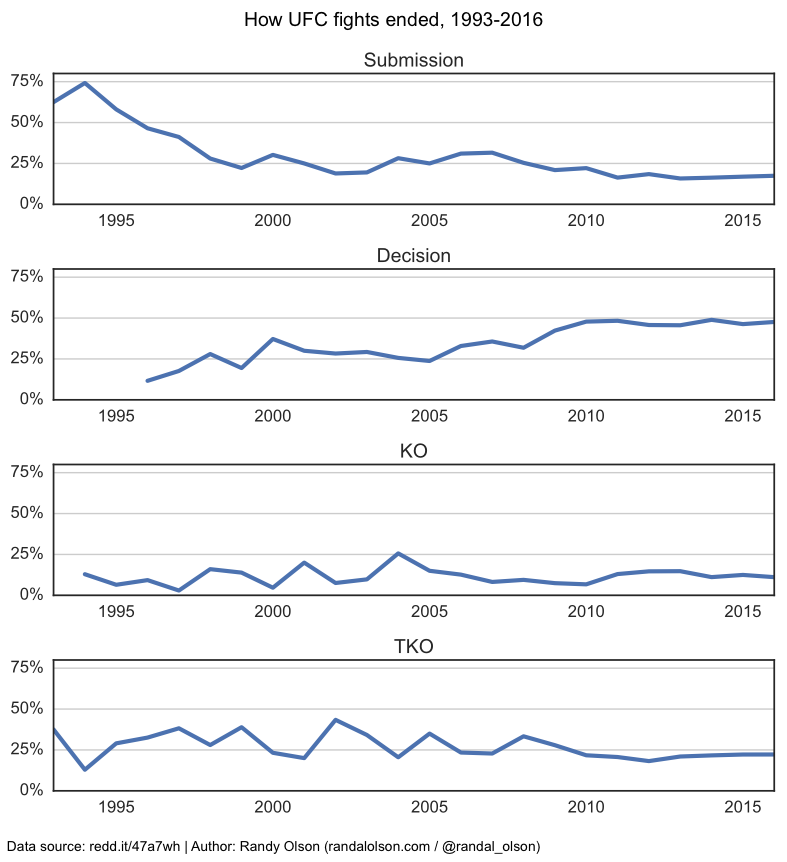 How UFC fights ended, 1993-2016
Submission
75%
50%
25%
0%
1995 2000 2005 2010 2015
Decision
75%
50%
25%
0%
1995 2000 2005 2010 2015
KO
75%
50%
25%
0%
1995 2000 2005 2010 2015
TKO
75%
50%
25%
0%
1995 2000 2005 2010 2015
Data source: redd.it/47a7wh | Author: Randy Olson (randalolson.com / @randal_olson)